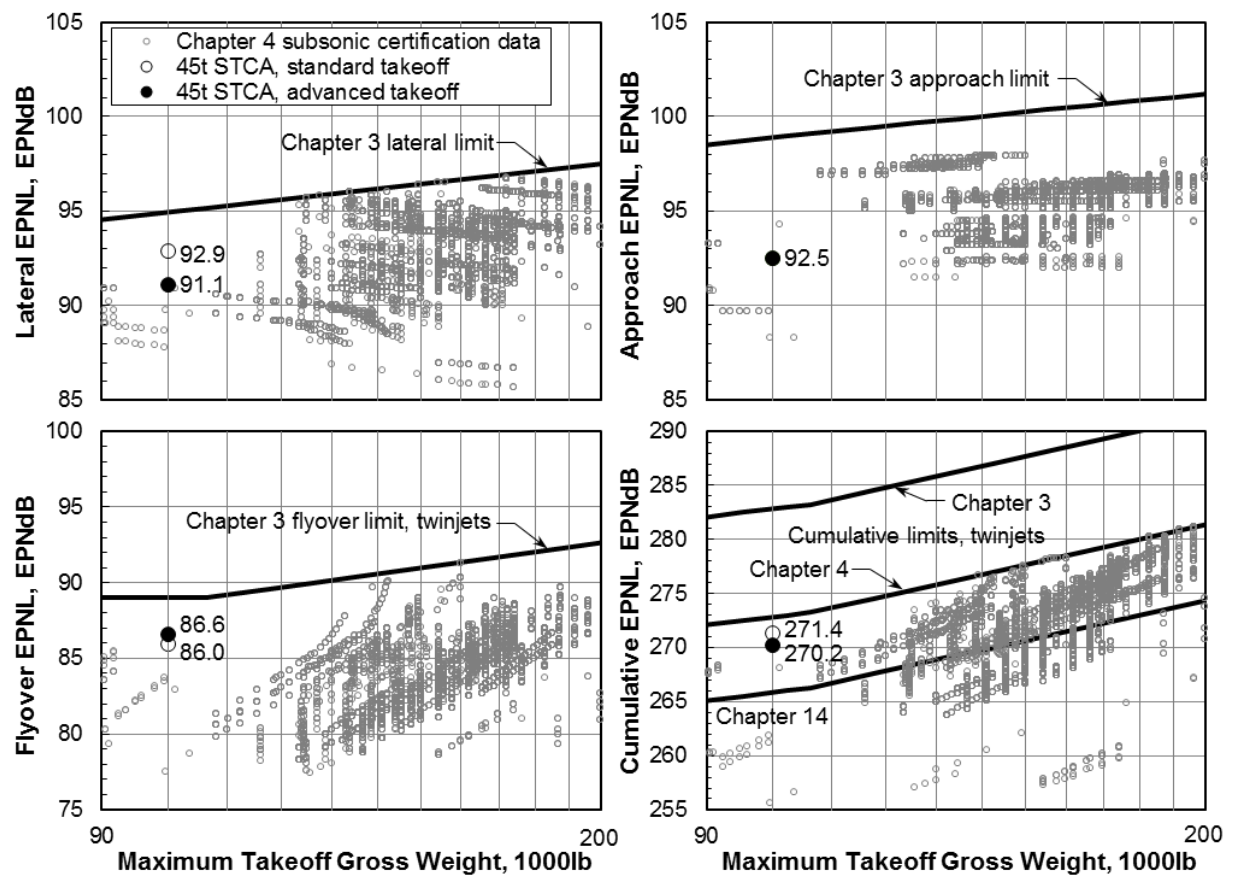 105
100
95
90
85
Lateral EPNL, EPNdB
Chapter 4 subsonic certification data
45t STCA, standard takeoff
45t STCA, advanced takeoff
Chapter 3 lateral limit
92.9
91.1
105
100
95
90
85
Approach EPNL, EPNdB
Chapter 3 approach limit
92.5
100
95
90
85
80
75
Flyover EPNL, EPNdB
Chapter 3 flyover limit, twinjets
86.6
86.0
90
200
Maximum Takeoff Gross Weight, 1000lb
290
285
280
275
270
265
260
255
Cumulative EPNL, EPNdB
Chapter 3
Cumulative limits, twinjets
Chapter 4
271.4
270.2
Chapter 14
90
200
Maximum Takeoff Gross Weight, 1000lb